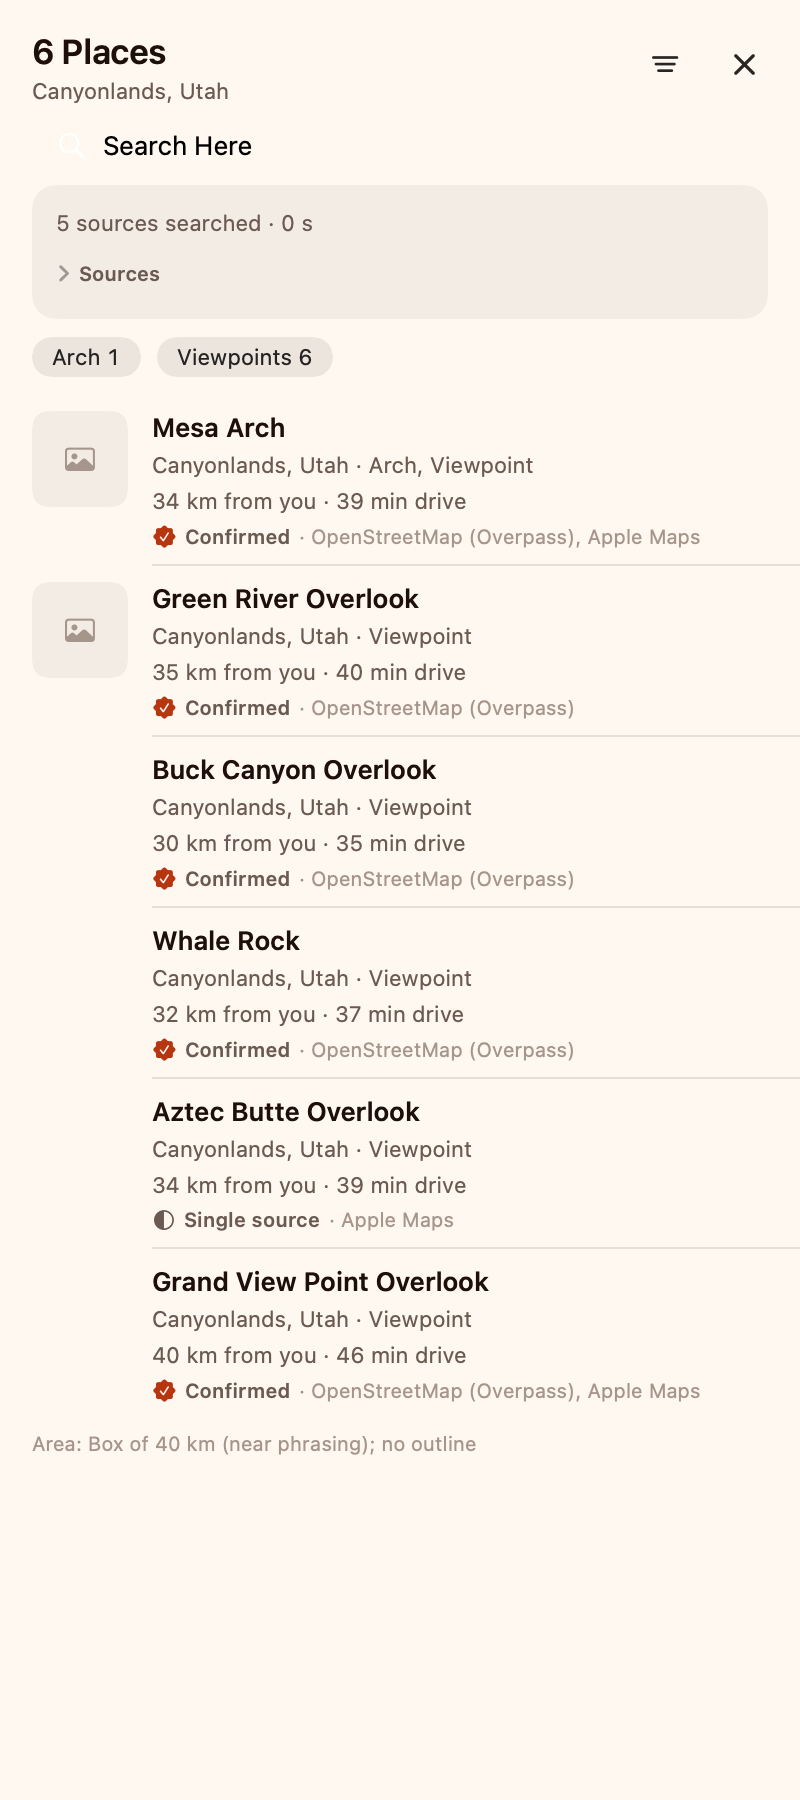 6 Places
Canyonlands, Utah
Search Here
5 sources searched · 0 s
Sources
Arch 1
Viewpoints 6
Mesa Arch
Canyonlands, Utah · Arch, Viewpoint
34 km from you · 39 min drive
Confirmed · OpenStreetMap (Overpass), Apple Maps
Green River Overlook
Canyonlands, Utah · Viewpoint
35 km from you · 40 min drive
Confirmed · OpenStreetMap (Overpass)
Buck Canyon Overlook
Canyonlands, Utah · Viewpoint
30 km from you · 35 min drive
Confirmed · OpenStreetMap (Overpass)
Whale Rock
Canyonlands, Utah · Viewpoint
32 km from you · 37 min drive
Confirmed · OpenStreetMap (Overpass)
Aztec Butte Overlook
Canyonlands, Utah · Viewpoint
34 km from you · 39 min drive
Single source · Apple Maps
Grand View Point Overlook
Canyonlands, Utah · Viewpoint
40 km from you · 46 min drive
Confirmed · OpenStreetMap (Overpass), Apple Maps
Area: Box of 40 km (near phrasing); no outline